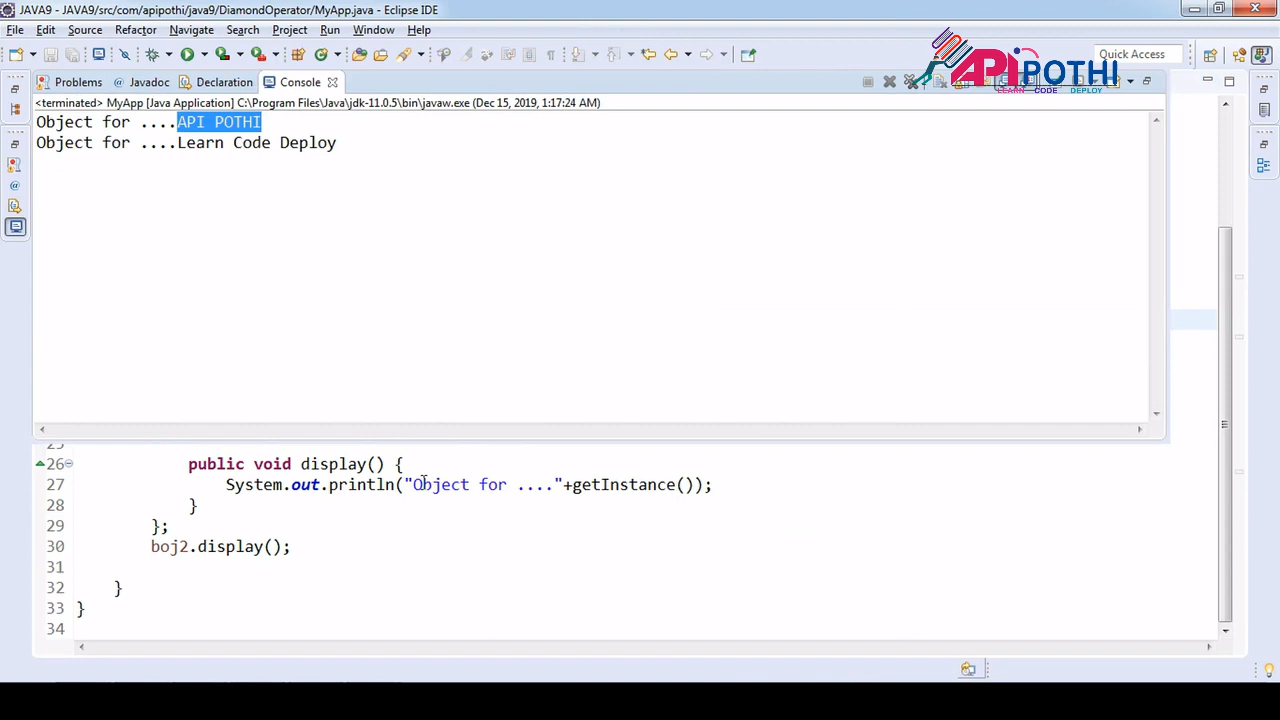 JAVA9 - JAVA9/src/com/apipothi/java9/DiamondOperator/MyApp.java - Eclipse IDE
File Edit Source Refactor Navigate Search Project Run Window Help
Quick Access
APiPOTHI
LEARN CODE DEPLOY
Problems Javadoc Declaration Console
<terminated> MyApp [Java Application] C:\Program Files\Java\jdk-11.0.5\bin\javaw.exe (Dec 15, 2019, 1:17:24 AM)
Object for ....API POTHI
Object for ....Learn Code Deploy
26 public void display() {
27 System.out.println("Object for ...."+getInstance());
28 }
29 };
30 boj2.display();
31
32 }
33 }
34